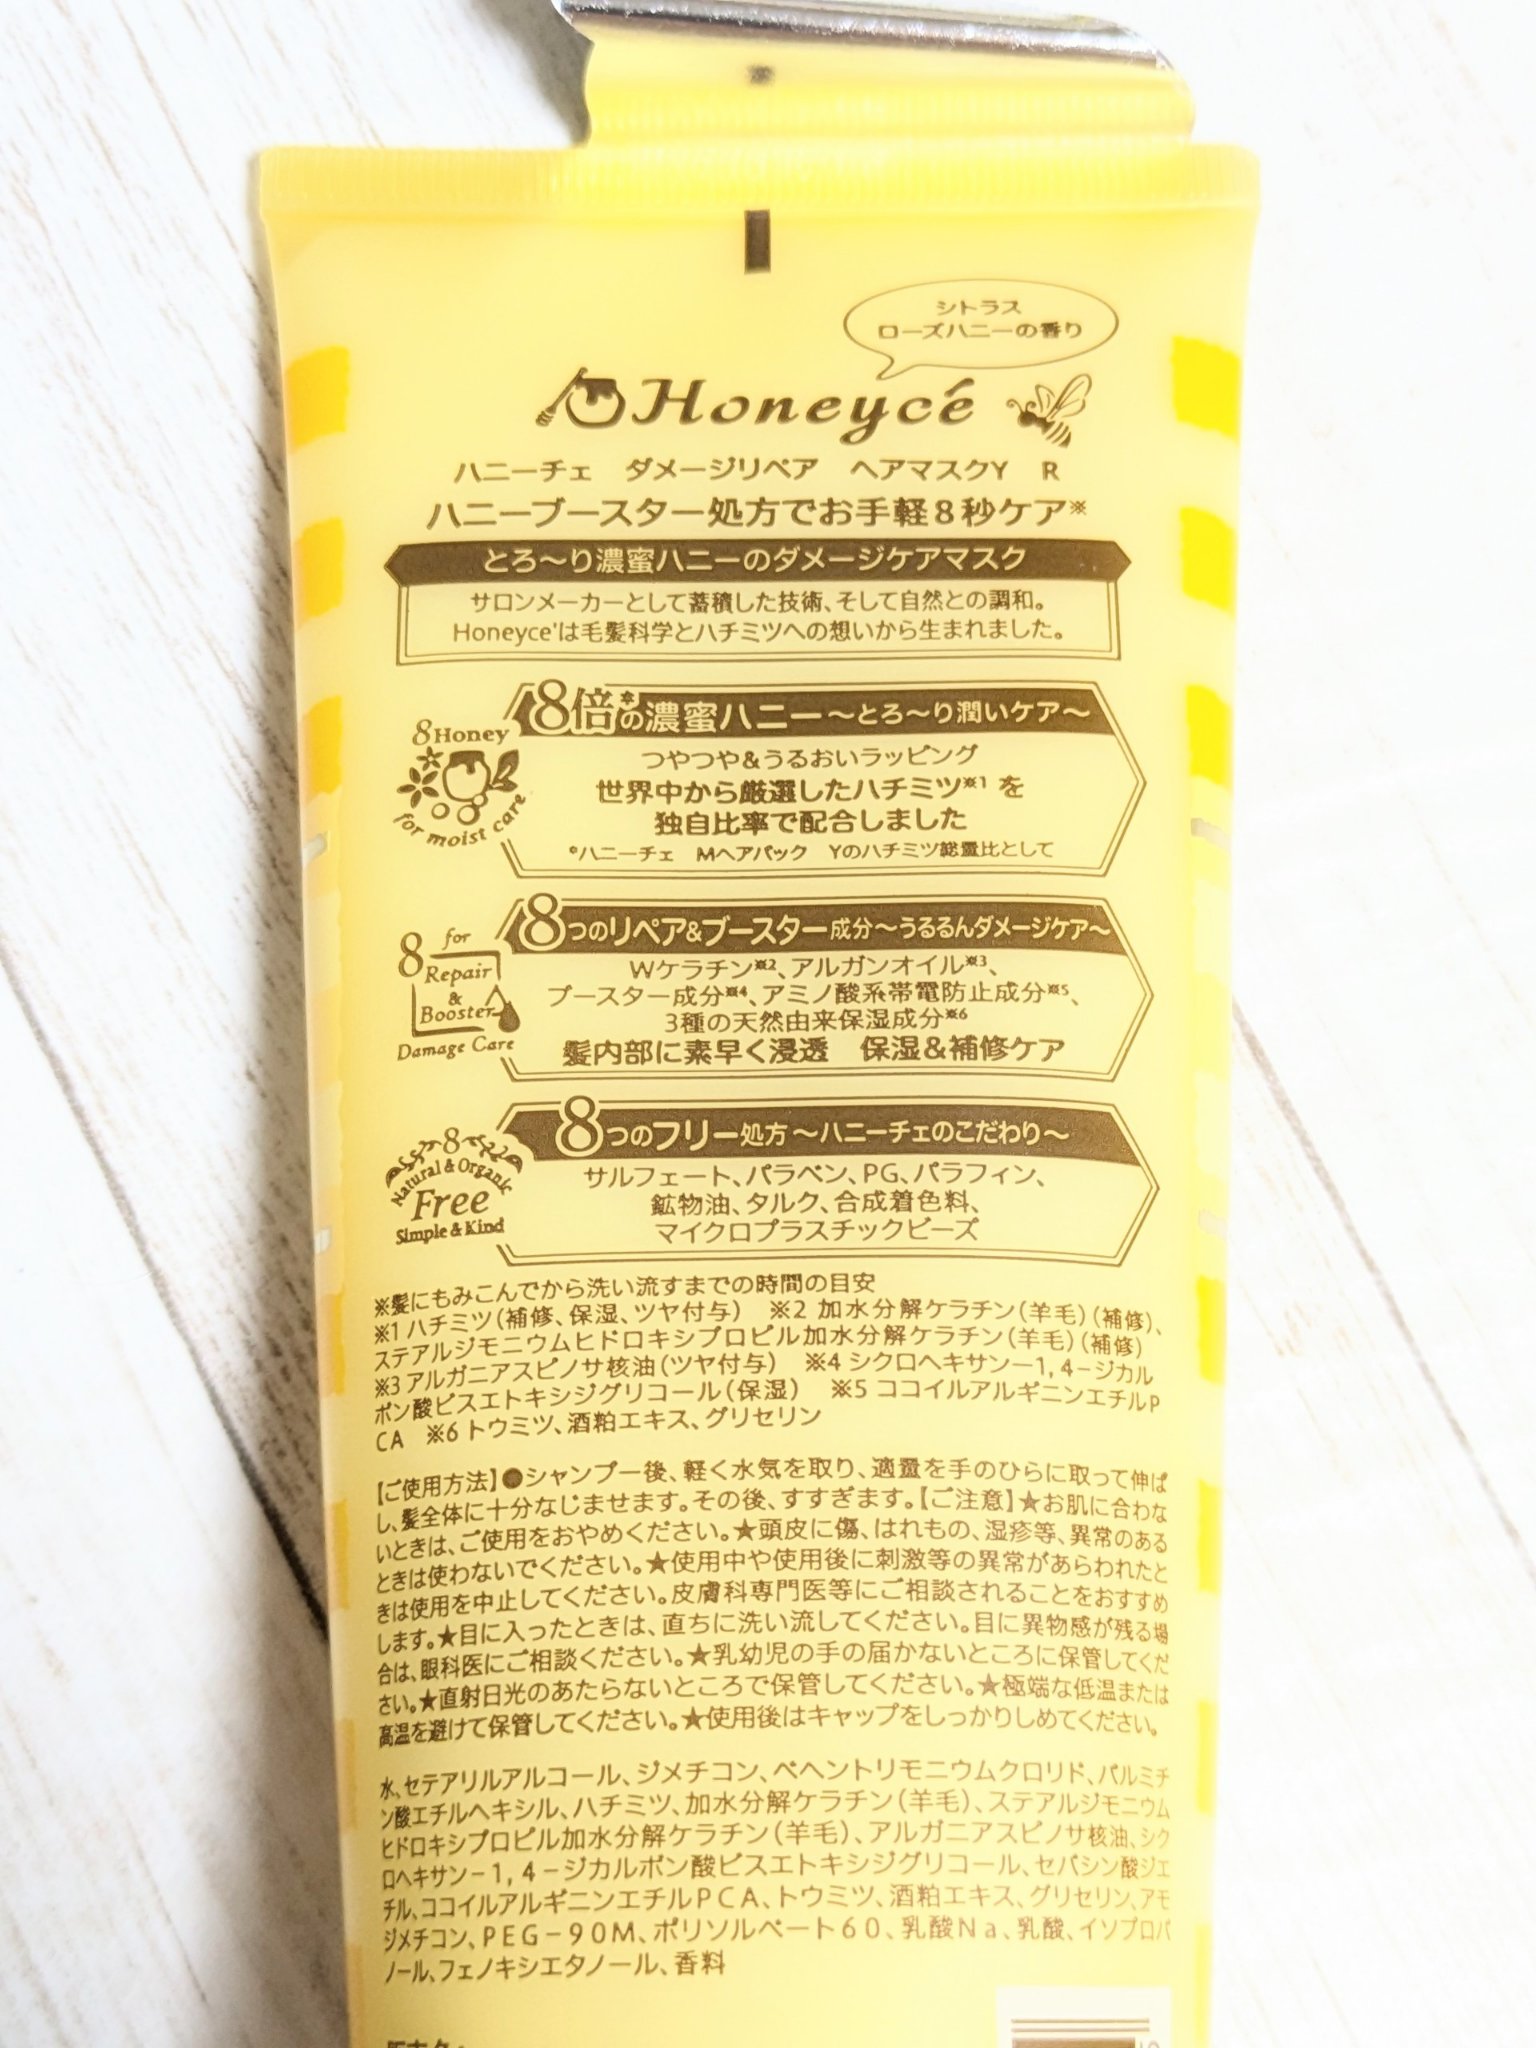 シトラス
ローズハニーの香り
Honeycé
ハニーチェ　ダメージリペア　ヘアマスクY　R
ハニーブースター処方でお手軽8秒ケア※
とろ～り濃蜜ハニーのダメージケアマスク
サロンメーカーとして蓄積した技術、そして自然との調和。
Honeyce'は毛髪科学とハチミツへの想いから生まれました。
8Honey
for moist care
8倍*の濃蜜ハニー～とろ～り潤いケア～
つやつや&うるおいラッピング
世界中から厳選したハチミツ※1 を
独自比率で配合しました
*ハニーチェ　Mヘアパック　Yのハチミツ総量比として
8 for
Repair
&
Booster
Damage Care
8つのリペア&ブースター成分～うるるんダメージケア～
Wケラチン※2、アルガンオイル※3、
ブースター成分※4、アミノ酸系帯電防止成分※5、
3種の天然由来保湿成分※6
髪内部に素早く浸透　保湿&補修ケア
8
Natural & Organic
Free
Simple & Kind
8つのフリー処方～ハニーチェのこだわり～
サルフェート、パラベン、PG、パラフィン、
鉱物油、タルク、合成着色料、
マイクロプラスチックビーズ
※髪にもみこんでから洗い流すまでの時間の目安
※1 ハチミツ（補修、保湿、ツヤ付与）　※2 加水分解ケラチン（羊毛）（補修）、
ステアルジモニウムヒドロキシプロピル加水分解ケラチン（羊毛）（補修）
※3 アルガニアスピノサ核油（ツヤ付与）　※4 シクロヘキサン－1，4－ジカル
ボン酸ビスエトキシジグリコール（保湿）　※5 ココイルアルギニンエチルP
CA　※6 トウミツ、酒粕エキス、グリセリン
【ご使用方法】●シャンプー後、軽く水気を取り、適量を手のひらに取って伸ば
し、髪全体に十分なじませます。その後、すすぎます。【ご注意】★お肌に合わな
いときは、ご使用をおやめください。★頭皮に傷、はれもの、湿疹等、異常のある
ときは使わないでください。★使用中や使用後に刺激等の異常があらわれたと
きは使用を中止してください。皮膚科専門医等にご相談されることをおすすめ
します。★目に入ったときは、直ちに洗い流してください。目に異物感が残る場
合は、眼科医にご相談ください。★乳幼児の手の届かないところに保管してくだ
さい。★直射日光のあたらないところで保管してください。★極端な低温または
高温を避けて保管してください。★使用後はキャップをしっかりしめてください。
水、セテアリルアルコール、ジメチコン、ベヘントリモニウムクロリド、パルミチ
ン酸エチルヘキシル、ハチミツ、加水分解ケラチン（羊毛）、ステアルジモニウム
ヒドロキシプロピル加水分解ケラチン（羊毛）、アルガニアスピノサ核油、シク
ロヘキサン－1，4－ジカルボン酸ビスエトキシジグリコール、セバシン酸ジエ
チル、ココイルアルギニンエチルPCA、トウミツ、酒粕エキス、グリセリン、アモ
ジメチコン、PEG－90M、ポリソルベート60、乳酸Na、乳酸、イソプロパ
ノール、フェノキシエタノール、香料